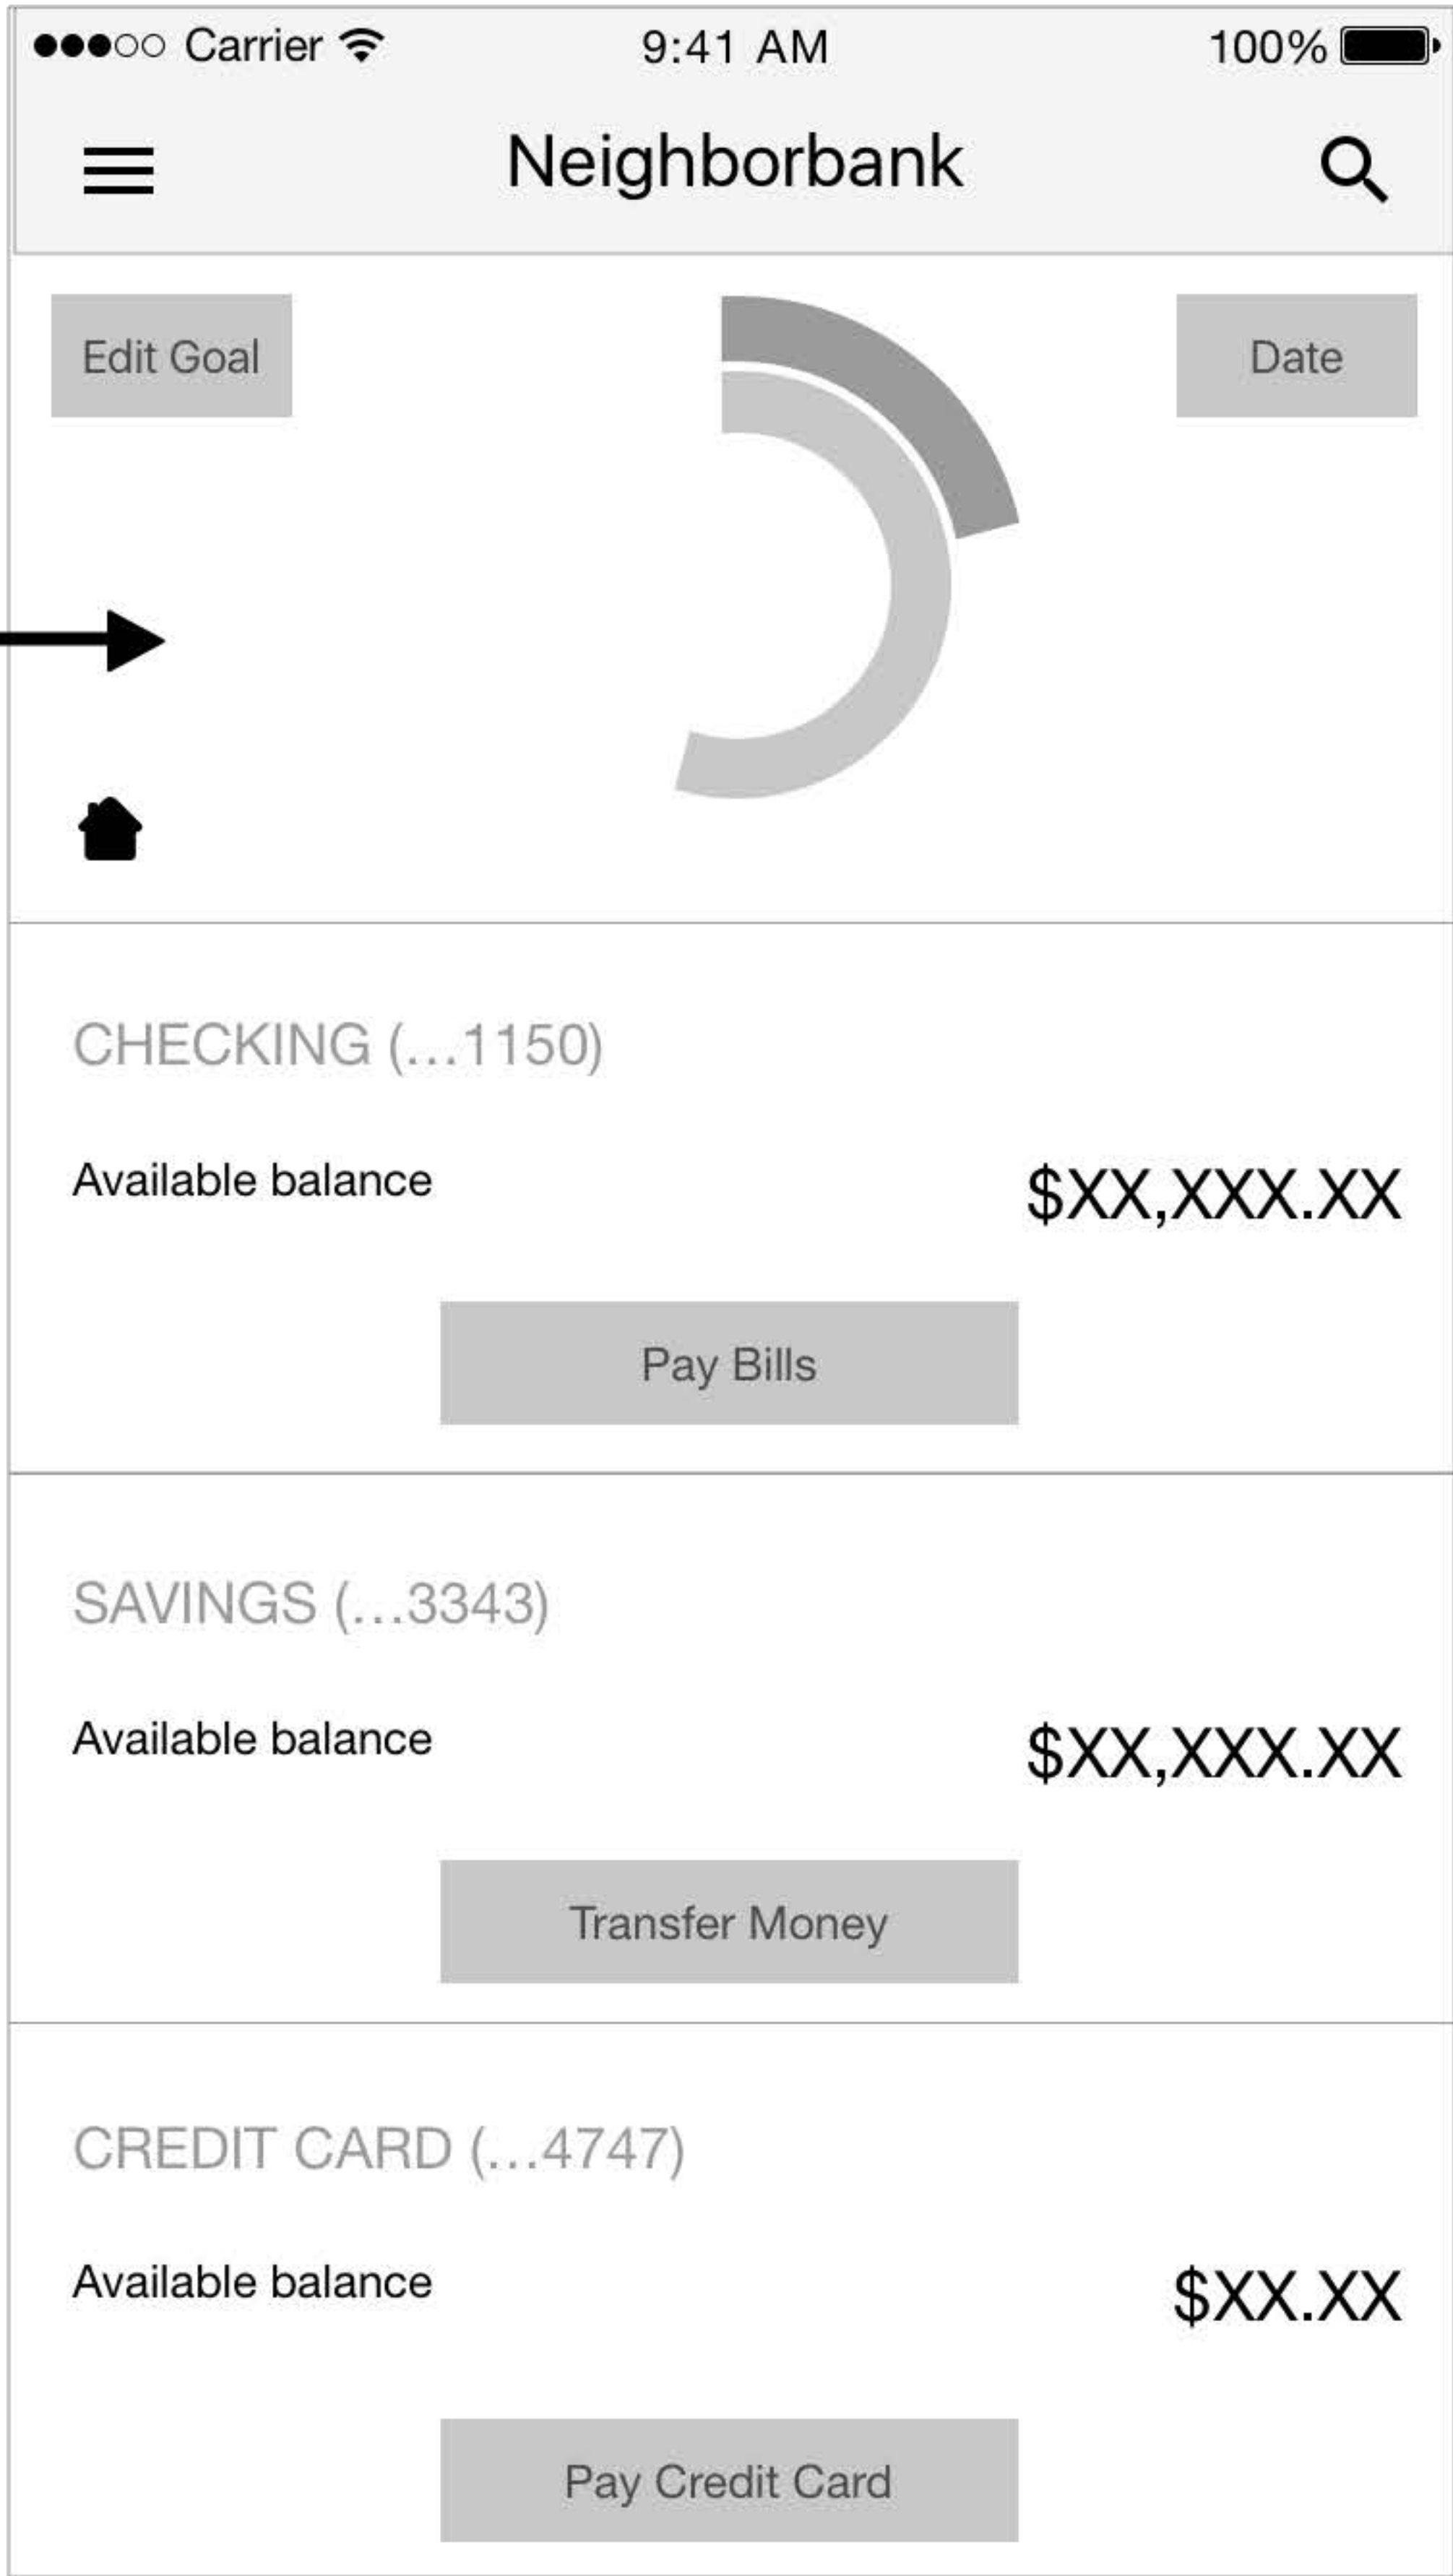 Carrier 9:41 AM 100%
Neighborbank
Edit Goal Date
CHECKING (...1150)
Available balance $XX,XXX.XX
Pay Bills
SAVINGS (...3343)
Available balance $XX,XXX.XX
Transfer Money
CREDIT CARD (...4747)
Available balance $XX.XX
Pay Credit Card